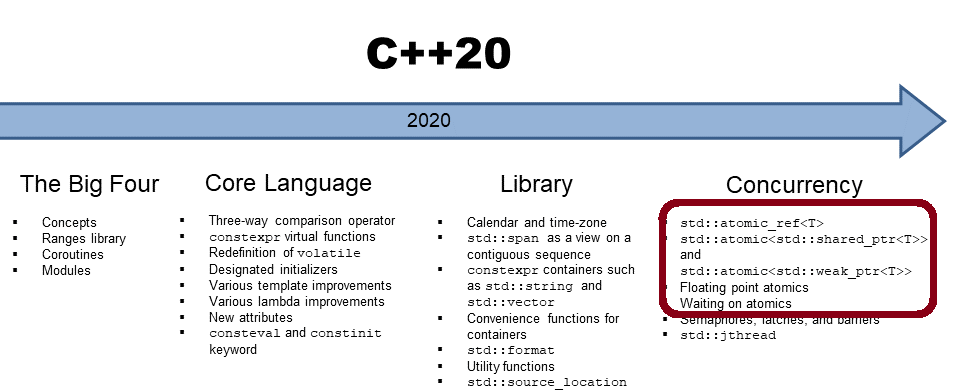 C++20
2020
The Big Four
▪ Concepts
▪ Ranges library
▪ Coroutines
▪ Modules
Core Language
▪ Three-way comparison operator
▪ constexpr virtual functions
▪ Redefinition of volatile
▪ Designated initializers
▪ Various template improvements
▪ Various lambda improvements
▪ New attributes
▪ consteval and constinit
keyword
Library
▪ Calendar and time-zone
▪ std::span as a view on a
contiguous sequence
▪ constexpr containers such
as std::string and
std::vector
▪ Convenience functions for
containers
▪ std::format
▪ Utility functions
▪ std::source_location
Concurrency
▪ std::atomic_ref<T>
▪ std::atomic<std::shared_ptr<T>>
and
std::atomic<std::weak_ptr<T>>
Floating point atomics
Waiting on atomics
▪ Semaphores, latches, and barriers
▪ std::jthread